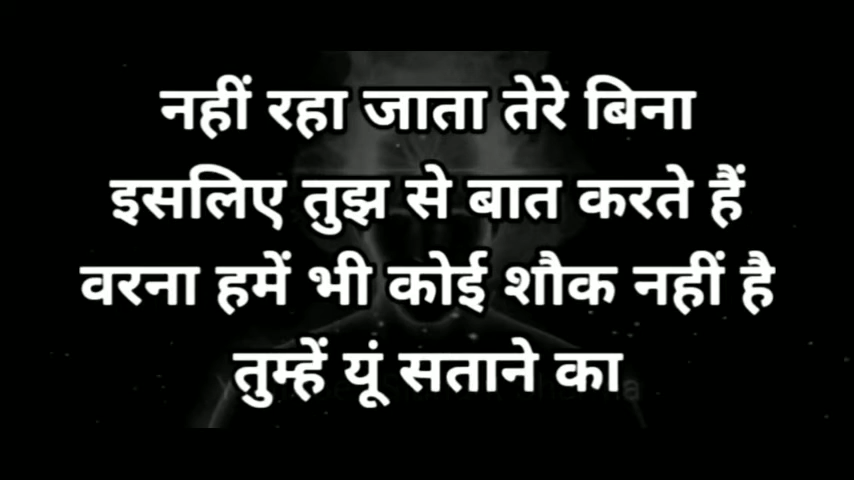 नहीं रहा जाता तेरे बिना
इसलिए तुझ से बात करते हैं
वरना हमें भी कोई शौक नहीं है
तुम्हें यूं सताने का